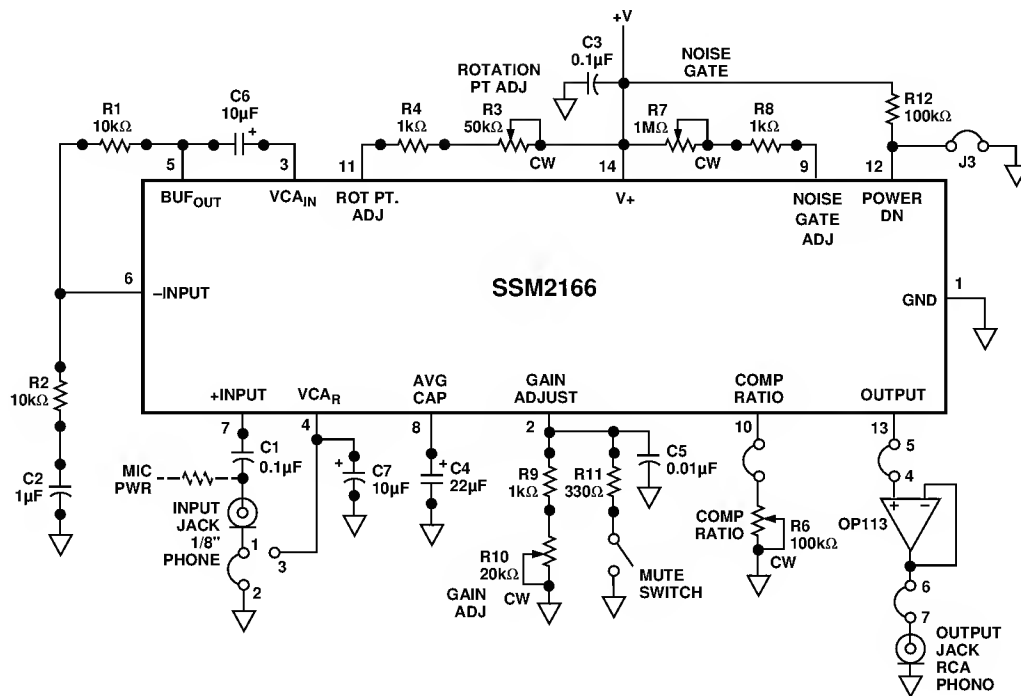 +V
C3
0.1µF
NOISE
GATE
ROTATION
PT ADJ
R1
10kΩ
C6
10µF
+
R4
1kΩ
R3
50kΩ
CW
R7
1MΩ
CW
R8
1kΩ
R12
100kΩ
J3
5
3
11
14
9
12
BUFOUT
VCAIN
ROT PT.
ADJ
V+
NOISE
GATE
ADJ
POWER
DN
6
–INPUT
SSM2166
1
GND
R2
10kΩ
C2
1µF
+INPUT
VCAR
AVG
CAP
GAIN
ADJUST
COMP
RATIO
OUTPUT
7
4
8
2
10
13
C1
0.1µF
MIC
PWR
INPUT
JACK
1/8"
PHONE
1
2
3
+
C7
10µF
+
C4
22µF
R9
1kΩ
R10
20kΩ
GAIN
ADJ
CW
R11
330Ω
C5
0.01µF
MUTE
SWITCH
COMP
RATIO
R6
100kΩ
CW
5
4
+
–
OP113
6
7
OUTPUT
JACK
RCA
PHONO